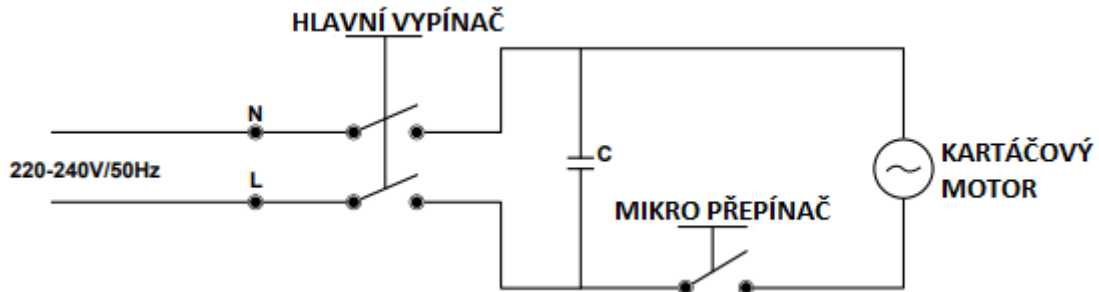 HLAVNÍ VYPÍNAČ
N
220-240V/50Hz
L
C
KARTÁČOVÝ
MOTOR
MIKRO PŘEPÍNAČ